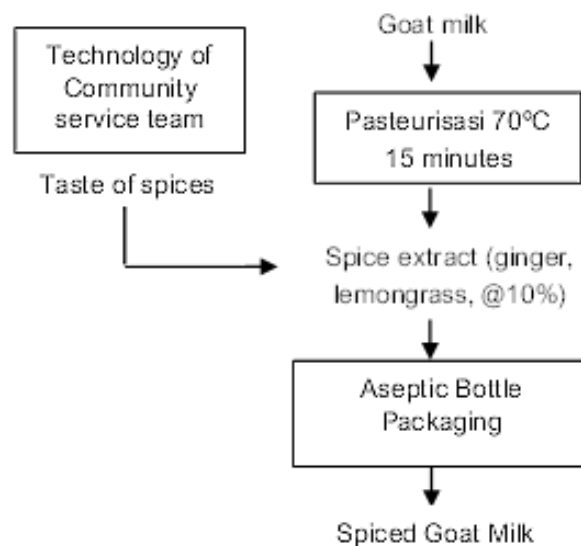 Technology of
Community
service team
Taste of spices
Goat milk
Pasteurisasi 70ºC
15 minutes
Spice extract (ginger,
lemongrass, @10%)
Aseptic Bottle
Packaging
Spiced Goat Milk